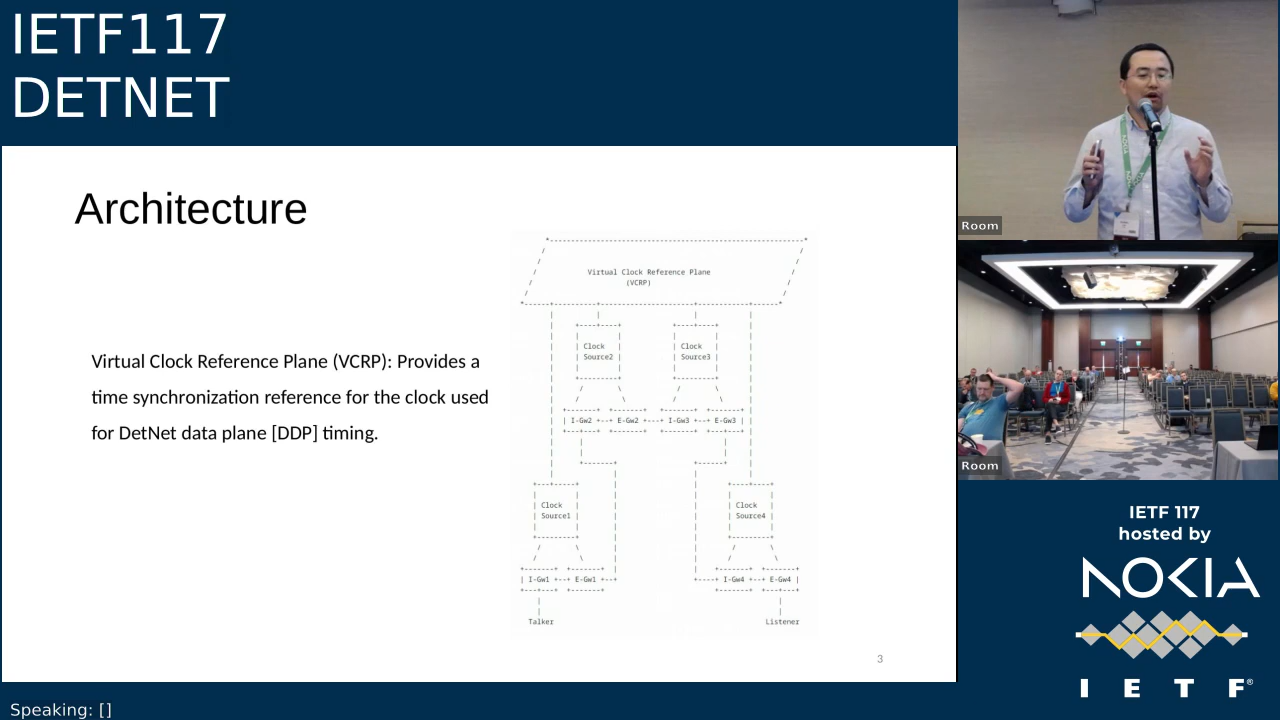 IETF117
DETNET
Architecture
Virtual Clock Reference Plane (VCRP): Provides a
time synchronization reference for the clock used
for DetNet data plane [DDP] timing.
Virtual Clock Reference Plane
(VCRP)
Clock Clock
Source2 Source3
I-Gw2 E-Gw2 I-Gw3 E-Gw3
Clock Clock
Source1 Source4
I-Gw1 E-Gw1 I-Gw4 E-Gw4
Talker Listener
3
Room
Room
IETF 117
hosted by
NOKIA
I E T F®
Speaking: []